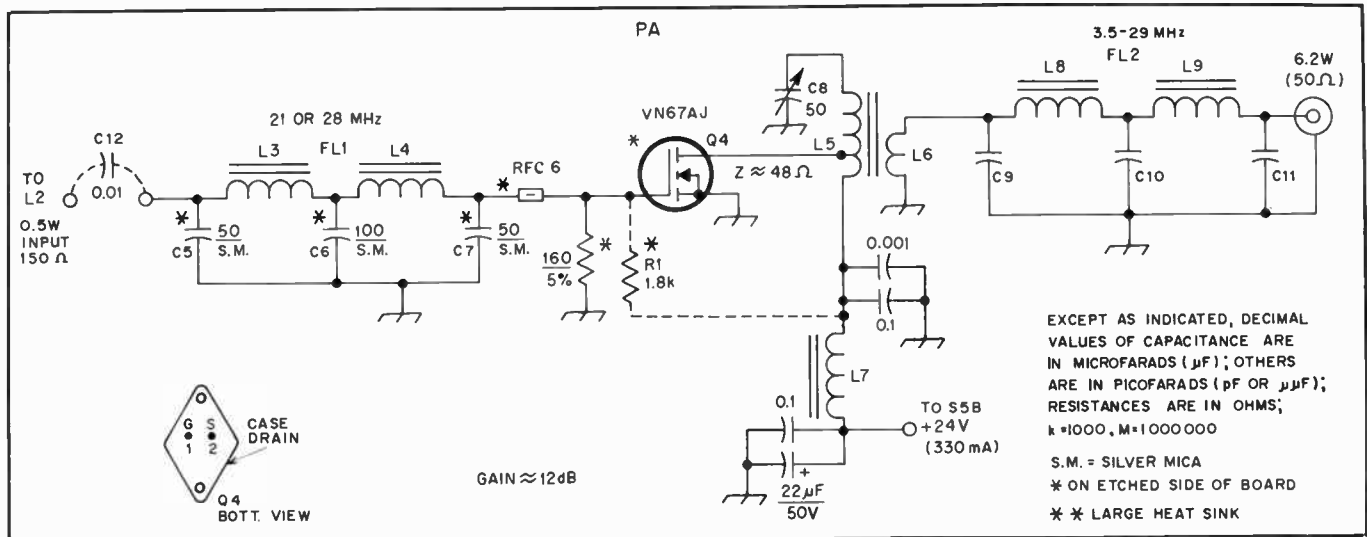 PA
3.5-29 MHz
FL2
L8
L9
6.2W
(50Ω)
C8
50
VN67AJ
21 OR 28 MHz
FL1
C12
0.01
L3
L4
* RFC 6
*
Q4
L5
L6
Z ≈ 48Ω
C9
C10
C11
TO
L2
0.5W
INPUT
150 Ω
*
C5
50
S.M.
*
C6
100
S.M.
*
C7
50
S.M.
160
5%
*
*
R1
1.8k
0.001
0.1
L7
0.1
22µF
50V
+
TO S5B
+24V
(330 mA)
G
1
S
2
CASE
DRAIN
Q4
BOTT. VIEW
GAIN ≈ 12dB
EXCEPT AS INDICATED, DECIMAL
VALUES OF CAPACITANCE ARE
IN MICROFARADS (µF); OTHERS
ARE IN PICOFARADS (pF OR µµF);
RESISTANCES ARE IN OHMS;
k=1000, M=1000000
S.M. = SILVER MICA
* ON ETCHED SIDE OF BOARD
* * LARGE HEAT SINK